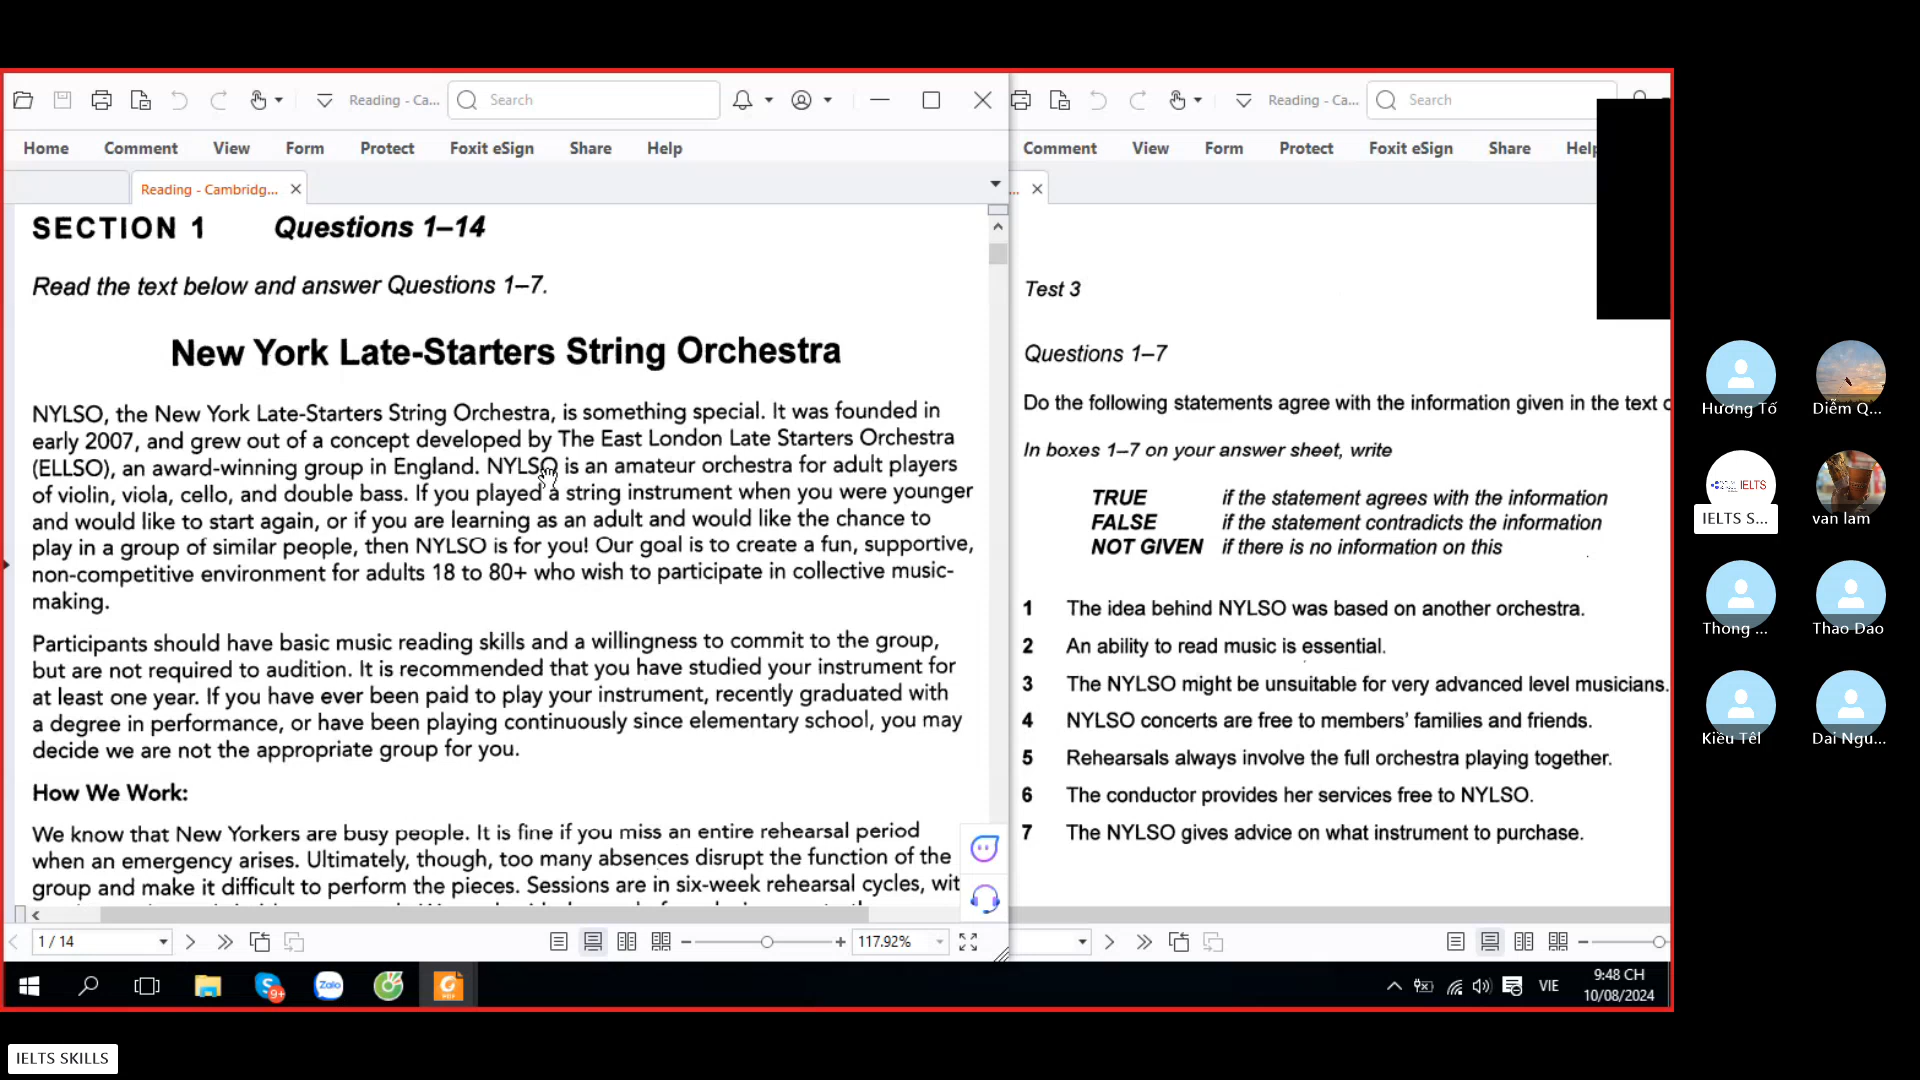 Reading - Ca...
Search
Home
Comment
View
Form
Protect
Foxit eSign
Share
Help
Reading - Cambridg...
SECTION 1 Questions 1–14
Read the text below and answer Questions 1–7.
New York Late-Starters String Orchestra
NYLSO, the New York Late-Starters String Orchestra, is something special. It was founded in
early 2007, and grew out of a concept developed by The East London Late Starters Orchestra
(ELLSO), an award-winning group in England. NYLSO is an amateur orchestra for adult players
of violin, viola, cello, and double bass. If you played a string instrument when you were younger
and would like to start again, or if you are learning as an adult and would like the chance to
play in a group of similar people, then NYLSO is for you! Our goal is to create a fun, supportive,
non-competitive environment for adults 18 to 80+ who wish to participate in collective music-
making.
Participants should have basic music reading skills and a willingness to commit to the group,
but are not required to audition. It is recommended that you have studied your instrument for
at least one year. If you have ever been paid to play your instrument, recently graduated with
a degree in performance, or have been playing continuously since elementary school, you may
decide we are not the appropriate group for you.
How We Work:
We know that New Yorkers are busy people. It is fine if you miss an entire rehearsal period
when an emergency arises. Ultimately, though, too many absences disrupt the function of the
group and make it difficult to perform the pieces. Sessions are in six-week rehearsal cycles, wit
1 / 14
117.92%
Reading - Ca...
Search
Comment
View
Form
Protect
Foxit eSign
Share
Help
...
Test 3
Questions 1–7
Do the following statements agree with the information given in the text o
In boxes 1–7 on your answer sheet, write
TRUE if the statement agrees with the information
FALSE if the statement contradicts the information
NOT GIVEN if there is no information on this
1 The idea behind NYLSO was based on another orchestra.
2 An ability to read music is essential.
3 The NYLSO might be unsuitable for very advanced level musicians.
4 NYLSO concerts are free to members' families and friends.
5 Rehearsals always involve the full orchestra playing together.
6 The conductor provides her services free to NYLSO.
7 The NYLSO gives advice on what instrument to purchase.
9+
Zalo
PDF
VIE
9:48 CH
10/08/2024
Hương Tố
Diễm Q...
IELTS
IELTS S...
van lam
Thong ...
Thao Dao
Kiều Têl
Dai Ngu...
IELTS SKILLS